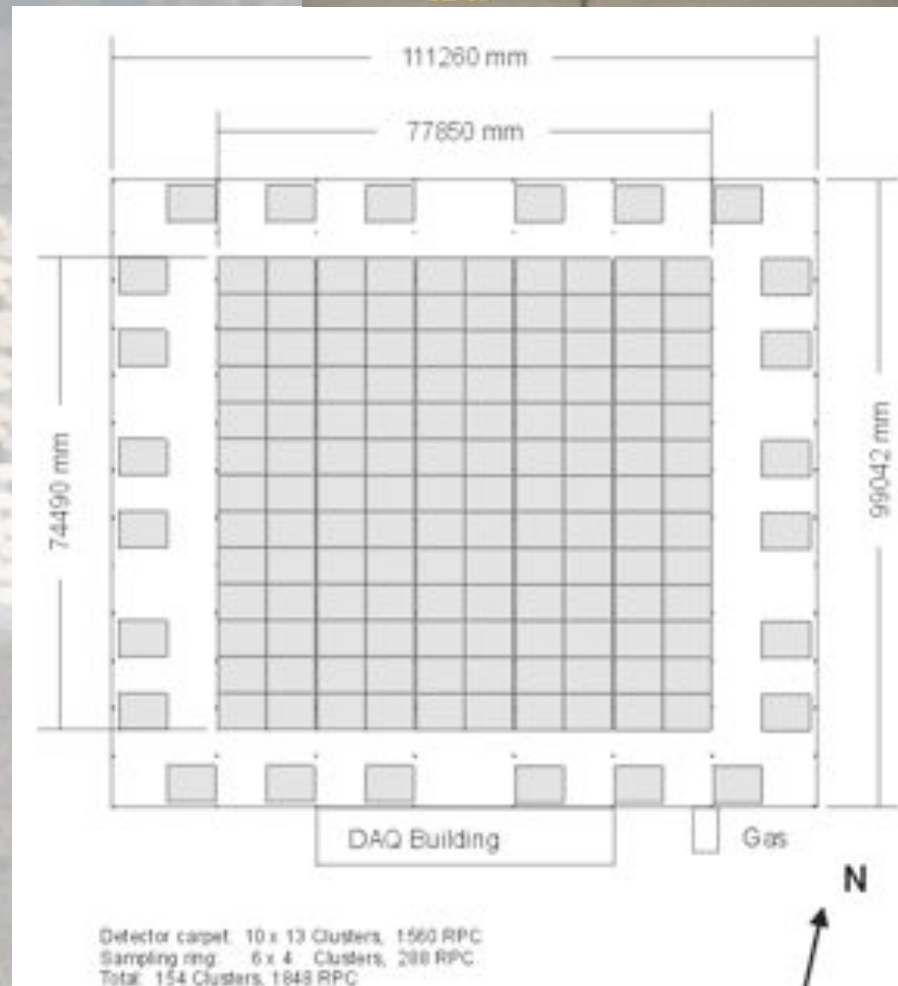 111260 mm
77850 mm
74490 mm
99042 mm
DAQ Building
Gas
N
Detector carpet: 10 x 13 Clusters, 1560 RPC
Sampling ring: 6 x 4 Clusters, 288 RPC
Total: 154 Clusters, 1848 RPC